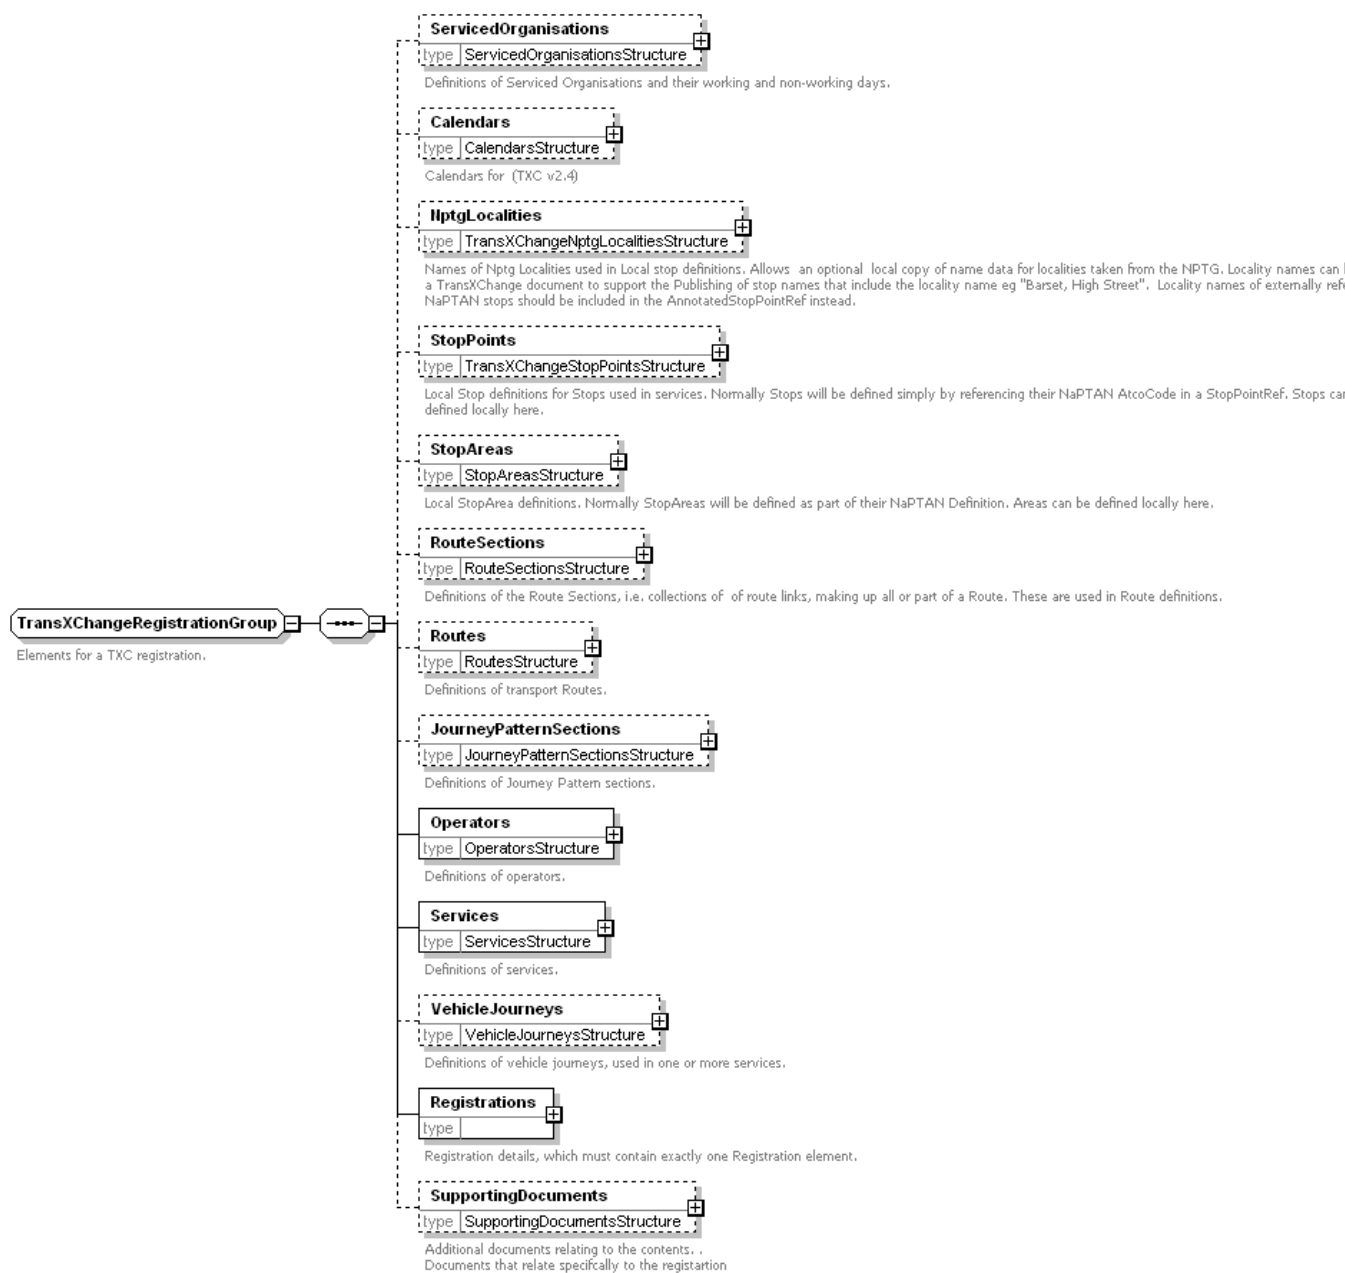 ServicedOrganisations
type ServicedOrganisationsStructure
Definitions of Serviced Organisations and their working and non-working days.
Calendars
type CalendarsStructure
Calendars for (TXC v2.4)
NptgLocalities
type TransXChangeNptgLocalitiesStructure
Names of Nptg Localities used in Local stop definitions. Allows an optional local copy of name data for localities taken from the NPTG. Locality names can
a TransXChange document to support the Publishing of stop names that include the locality name eg "Barset, High Street". Locality names of externally
NaPTAN stops should be included in the AnnotatedStopPointRef instead.
StopPoints
type TransXChangeStopPointsStructure
Local Stop definitions for Stops used in services. Normally Stops will be defined simply by referencing their NaPTAN AtcoCode in a StopPointRef. Stops
defined locally here.
StopAreas
type StopAreasStructure
Local StopArea definitions. Normally StopAreas will be defined as part of their NaPTAN Definition. Areas can be defined locally here.
RouteSections
type RouteSectionsStructure
Definitions of the Route Sections, i.e. collections of of route links, making up all or part of a Route. These are used in Route definitions.
TransXChangeRegistrationGroup
Elements for a TXC registration.
Routes
type RoutesStructure
Definitions of transport Routes.
JourneyPatternSections
type JourneyPatternSectionsStructure
Definitions of Journey Pattern sections.
Operators
type OperatorsStructure
Definitions of operators.
Services
type ServicesStructure
Definitions of services.
VehicleJourneys
type VehicleJourneysStructure
Definitions of vehicle journeys, used in one or more services.
Registrations
type
Registration details, which must contain exactly one Registration element.
SupportingDocuments
type SupportingDocumentsStructure
Additional documents relating to the contents. .
Documents that relate specifcally to the registartion